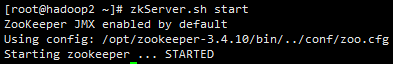 [root@hadoop2 ~]# zkServer.sh start
ZooKeeper JMX enabled by default
Using config: /opt/zookeeper-3.4.10/bin/../conf/zoo.cfg
Starting zookeeper ... STARTED